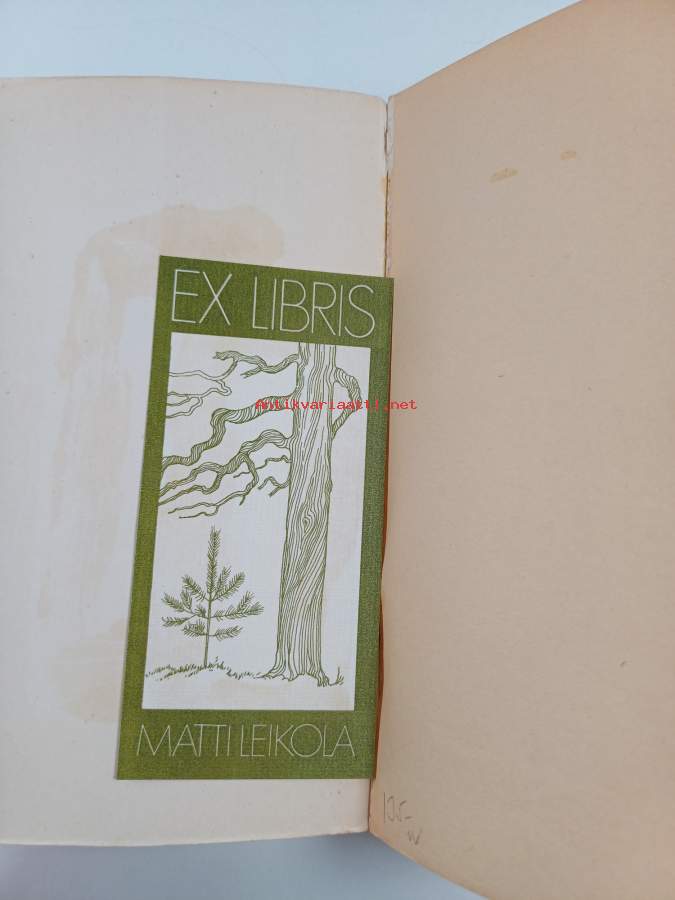 EX LIBRIS
Antikvariaatti.net
MATTI LEIKOLA